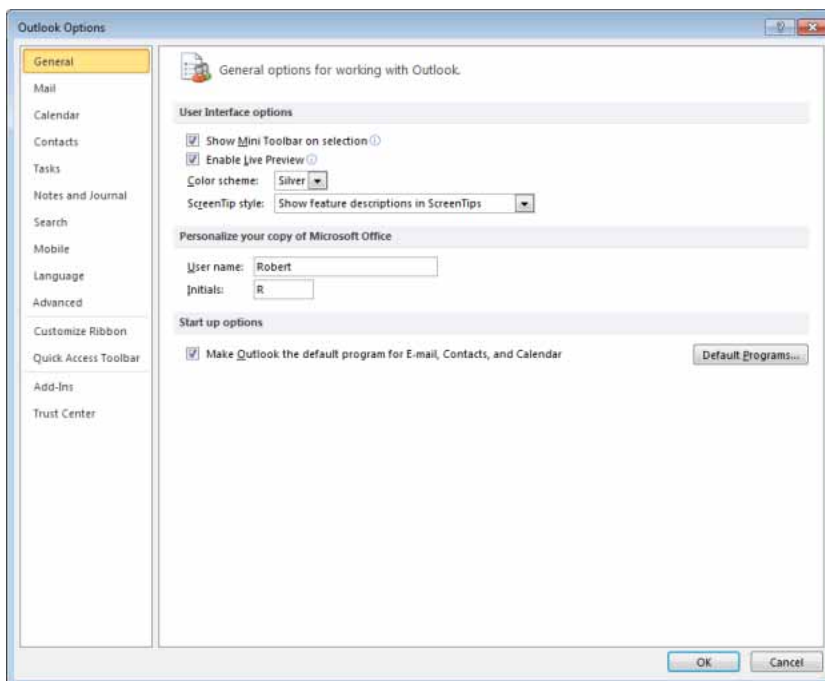 Outlook Options
General
Mail
Calendar
Contacts
Tasks
Notes and Journal
Search
Mobile
Language
Advanced
Customize Ribbon
Quick Access Toolbar
Add-Ins
Trust Center
General options for working with Outlook.
User Interface options
Show Mini Toolbar on selection
Enable Live Preview
Color scheme: Silver
ScreenTip style: Show feature descriptions in ScreenTips
Personalize your copy of Microsoft Office
User name: Robert
Initials: R
Start up options
Make Outlook the default program for E-mail, Contacts, and Calendar Default Programs...
OK Cancel